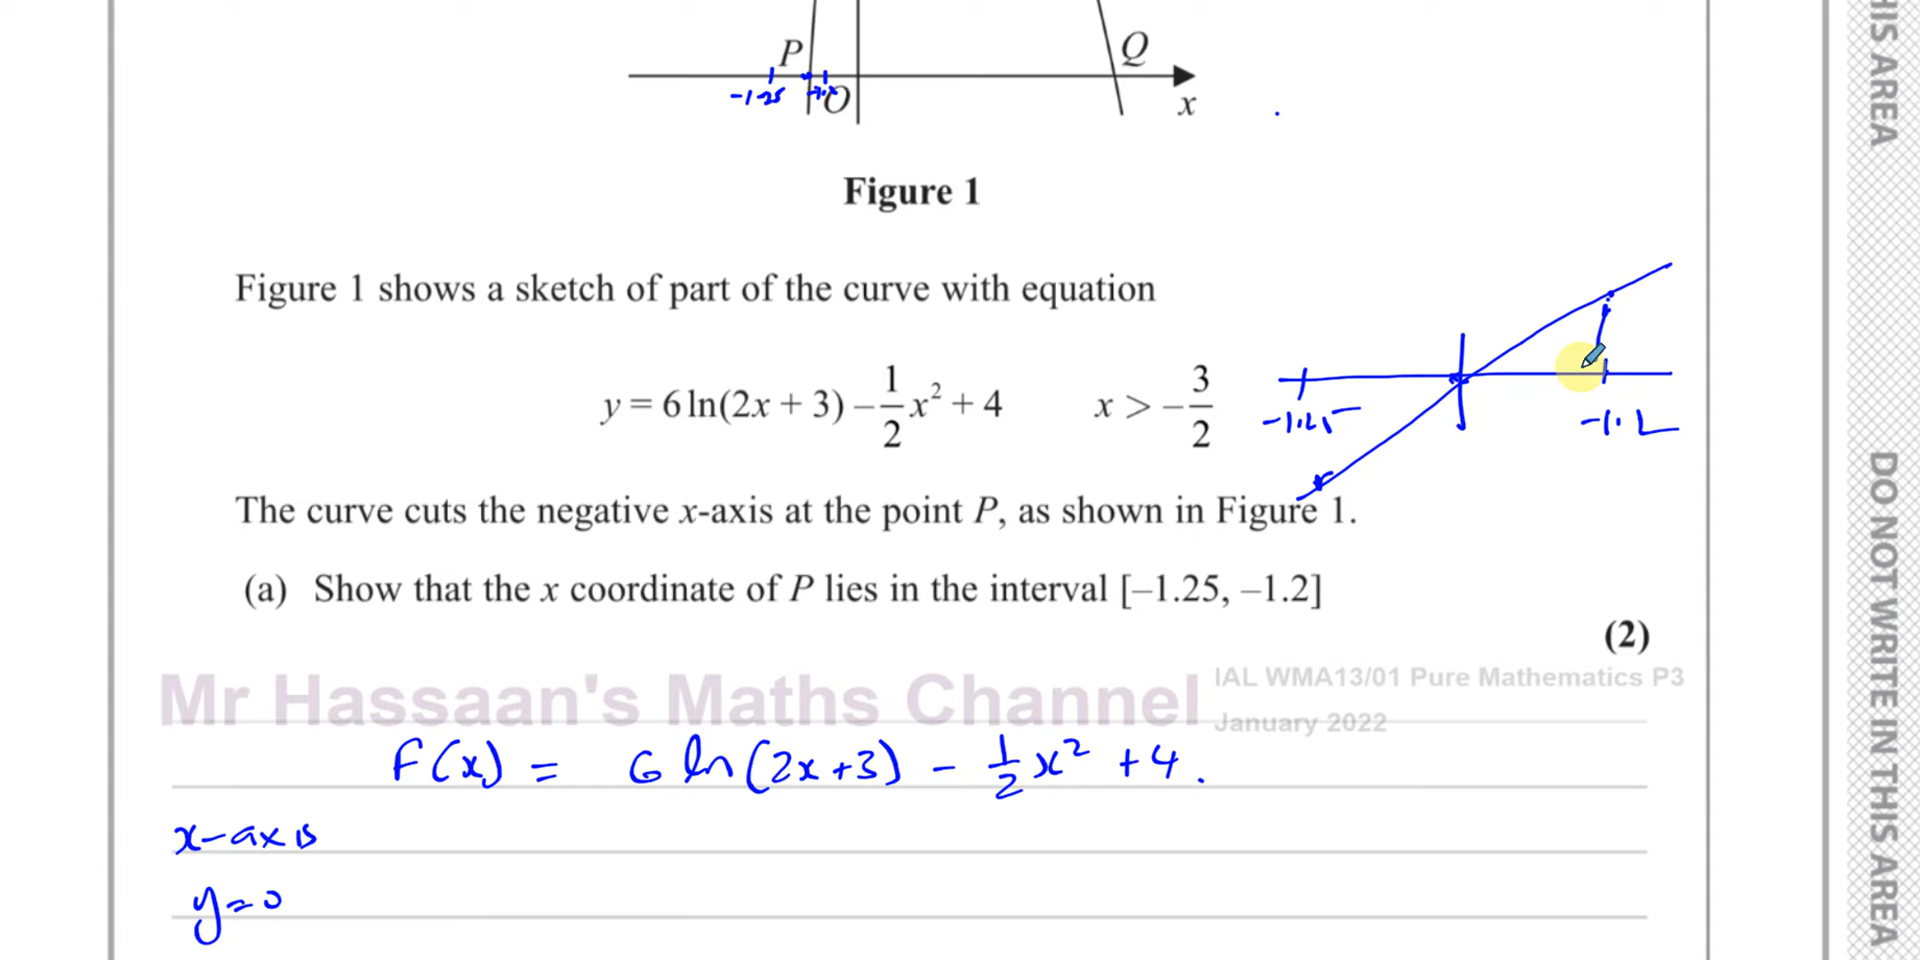 P
Q
-1.25
O
x
Figure 1
Figure 1 shows a sketch of part of the curve with equation
y = 6 ln(2x + 3) − 1/2 x² + 4    x > − 3/2
-1.25
-1.2
The curve cuts the negative x-axis at the point P, as shown in Figure 1.
(a) Show that the x coordinate of P lies in the interval [–1.25, –1.2]
(2)
Mr Hassaan's Maths Channel
IAL WMA13/01 Pure Mathematics P3
January 2022
F(x) = 6 ln(2x+3) - 1/2 x² + 4.
x-axis
y=0
HIS AREA
DO NOT WRITE IN THIS AREA